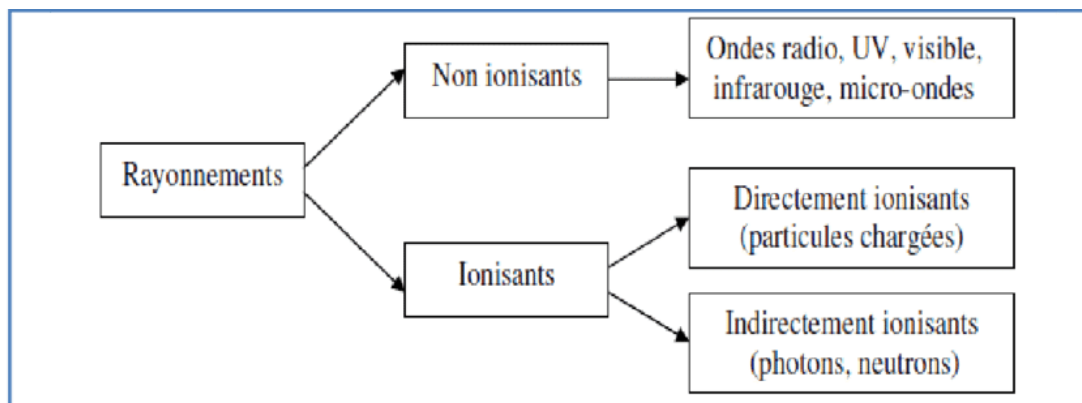 Rayonnements
Non ionisants
Ondes radio, UV, visible,
infrarouge, micro-ondes
Ionisants
Directement ionisants
(particules chargées)
Indirectement ionisants
(photons, neutrons)